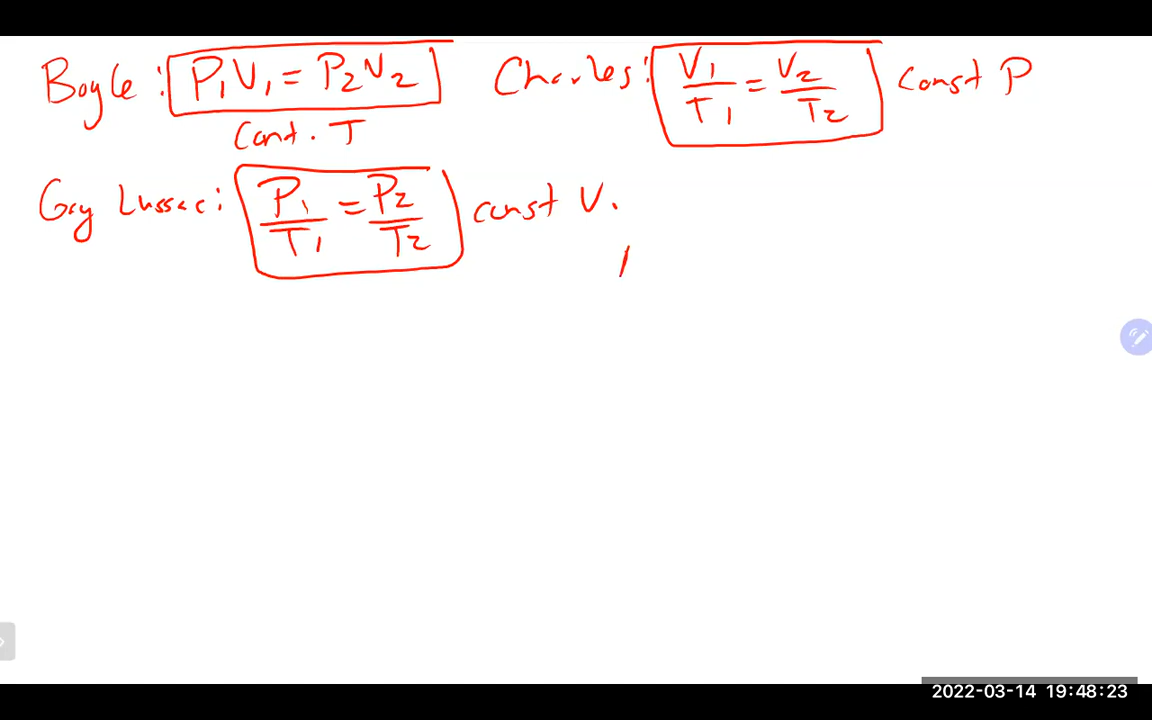 Boyle: P₁V₁ = P₂V₂ Charles: V₁/T₁ = V₂/T₂ const P
Cont. T
Gay Lussac: P₁/T₁ = P₂/T₂ const V.
2022-03-14 19:48:23